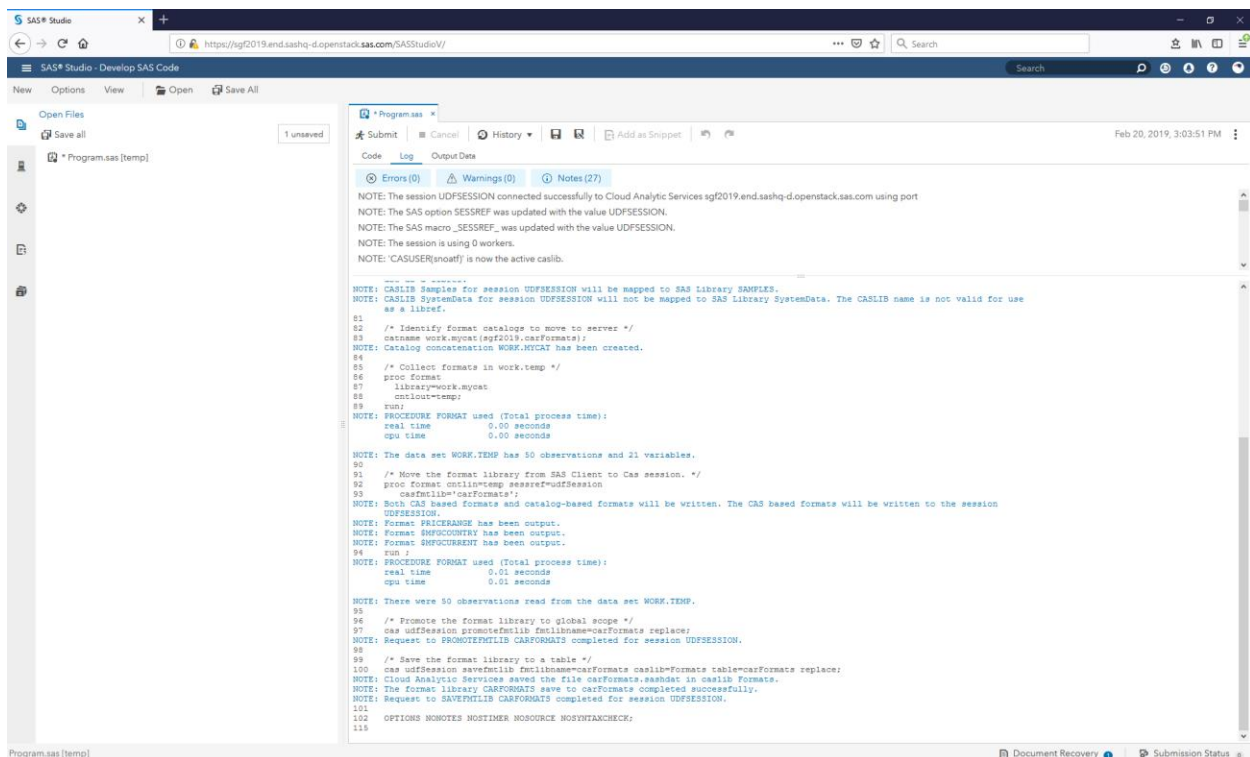 SAS® Studio
https://sgf2019.end.sashq-d.openstack.sas.com/SASStudioV/
Search
SAS® Studio - Develop SAS Code
Search
New Options View Open Save All
Open Files
Save all 1 unsaved
* Program.sas [temp]
* Program.sas
Submit Cancel History Add as Snippet Feb 20, 2019, 3:03:51 PM
Code Log Output Data
Errors (0) Warnings (0) Notes (27)
NOTE: The session UDFSESSION connected successfully to Cloud Analytic Services sgf2019.end.sashq-d.openstack.sas.com using port
NOTE: The SAS option SESSREF was updated with the value UDFSESSION.
NOTE: The SAS macro _SESSREF_ was updated with the value UDFSESSION.
NOTE: The session is using 0 workers.
NOTE: 'CASUSER(snoatf)' is now the active caslib.
NOTE: CASLIB Samples for session UDFSESSION will be mapped to SAS Library SAMPLES.
NOTE: CASLIB SystemData for session UDFSESSION will not be mapped to SAS Library SystemData. The CASLIB name is not valid for use
as a libref.
81
82 /* Identify format catalogs to move to server */
83 catname work.mycat(sgf2019.carFormats);
NOTE: Catalog concatenation WORK.MYCAT has been created.
84
85 /* Collect formats in work.temp */
86 proc format
87 library=work.mycat
88 cntlout=temp;
89 run;
NOTE: PROCEDURE FORMAT used (Total process time):
real time 0.00 seconds
cpu time 0.00 seconds
NOTE: The data set WORK.TEMP has 50 observations and 21 variables.
90
91 /* Move the format library from SAS Client to Cas session. */
92 proc format cntlin=temp sessref=udfSession
93 casfmtlib='carFormats';
NOTE: Both CAS based formats and catalog-based formats will be written. The CAS based formats will be written to the session
UDFSESSION.
NOTE: Format PRICERANGE has been output.
NOTE: Format $MFGCOUNTRY has been output.
NOTE: Format $MFGCURRENT has been output.
94 run ;
NOTE: PROCEDURE FORMAT used (Total process time):
real time 0.01 seconds
cpu time 0.01 seconds
NOTE: There were 50 observations read from the data set WORK.TEMP.
95
96 /* Promote the format library to global scope */
97 cas udfSession promotefmtlib fmtlibname=carFormats replace;
NOTE: Request to PROMOTEFMTLIB CARFORMATS completed for session UDFSESSION.
98
99 /* Save the format library to a table */
100 cas udfSession savefmtlib fmtlibname=carFormats caslib=Formats table=carFormats replace;
NOTE: Cloud Analytic Services saved the file carFormats.sashdat in caslib Formats.
NOTE: The format library CARFORMATS save to carFormats completed successfully.
NOTE: Request to SAVEFMTLIB CARFORMATS completed for session UDFSESSION.
101
102 OPTIONS NONOTES NOSTIMER NOSOURCE NOSYNTAXCHECK;
115
Program.sas [temp] Document Recovery Submission Status